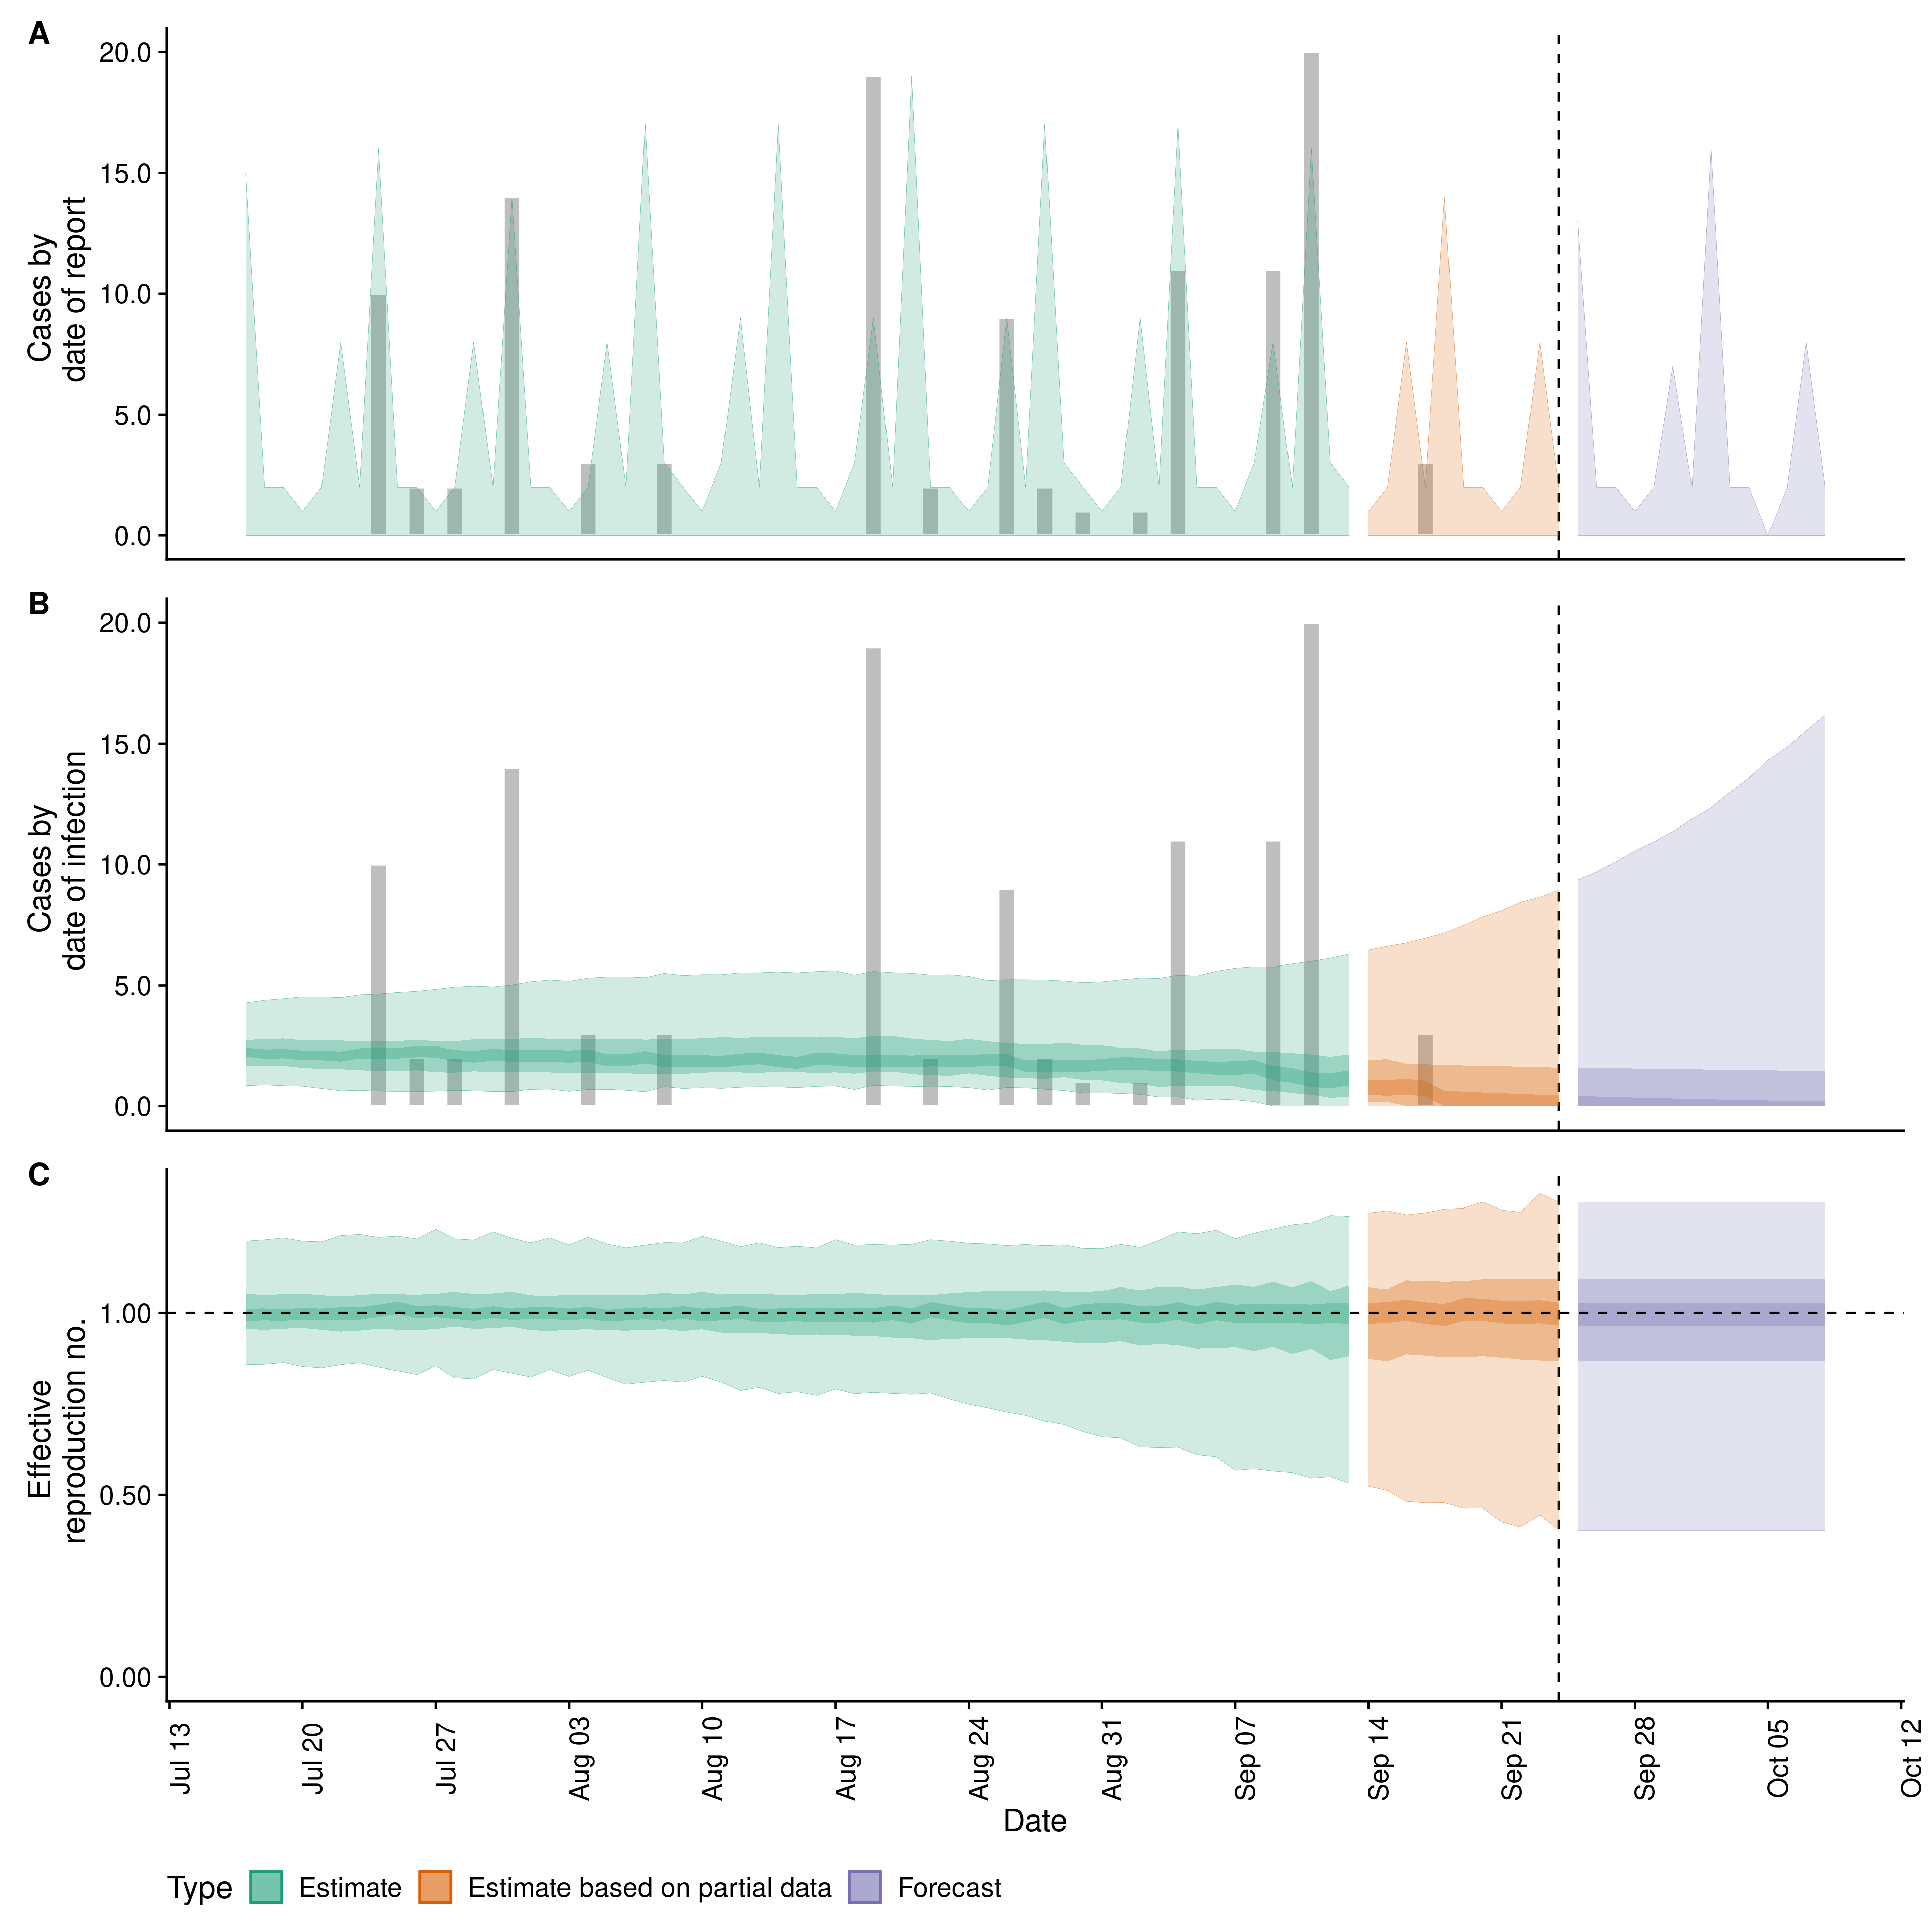 A
20.0
15.0
10.0
5.0
0.0
Cases by
date of report
B
20.0
15.0
10.0
5.0
0.0
Cases by
date of infection
C
1.00
0.50
0.00
Effective
reproduction no.
Jul 13
Jul 20
Jul 27
Aug 03
Aug 10
Aug 17
Aug 24
Aug 31
Sep 07
Sep 14
Sep 21
Sep 28
Oct 05
Oct 12
Date
Type Estimate Estimate based on partial data Forecast